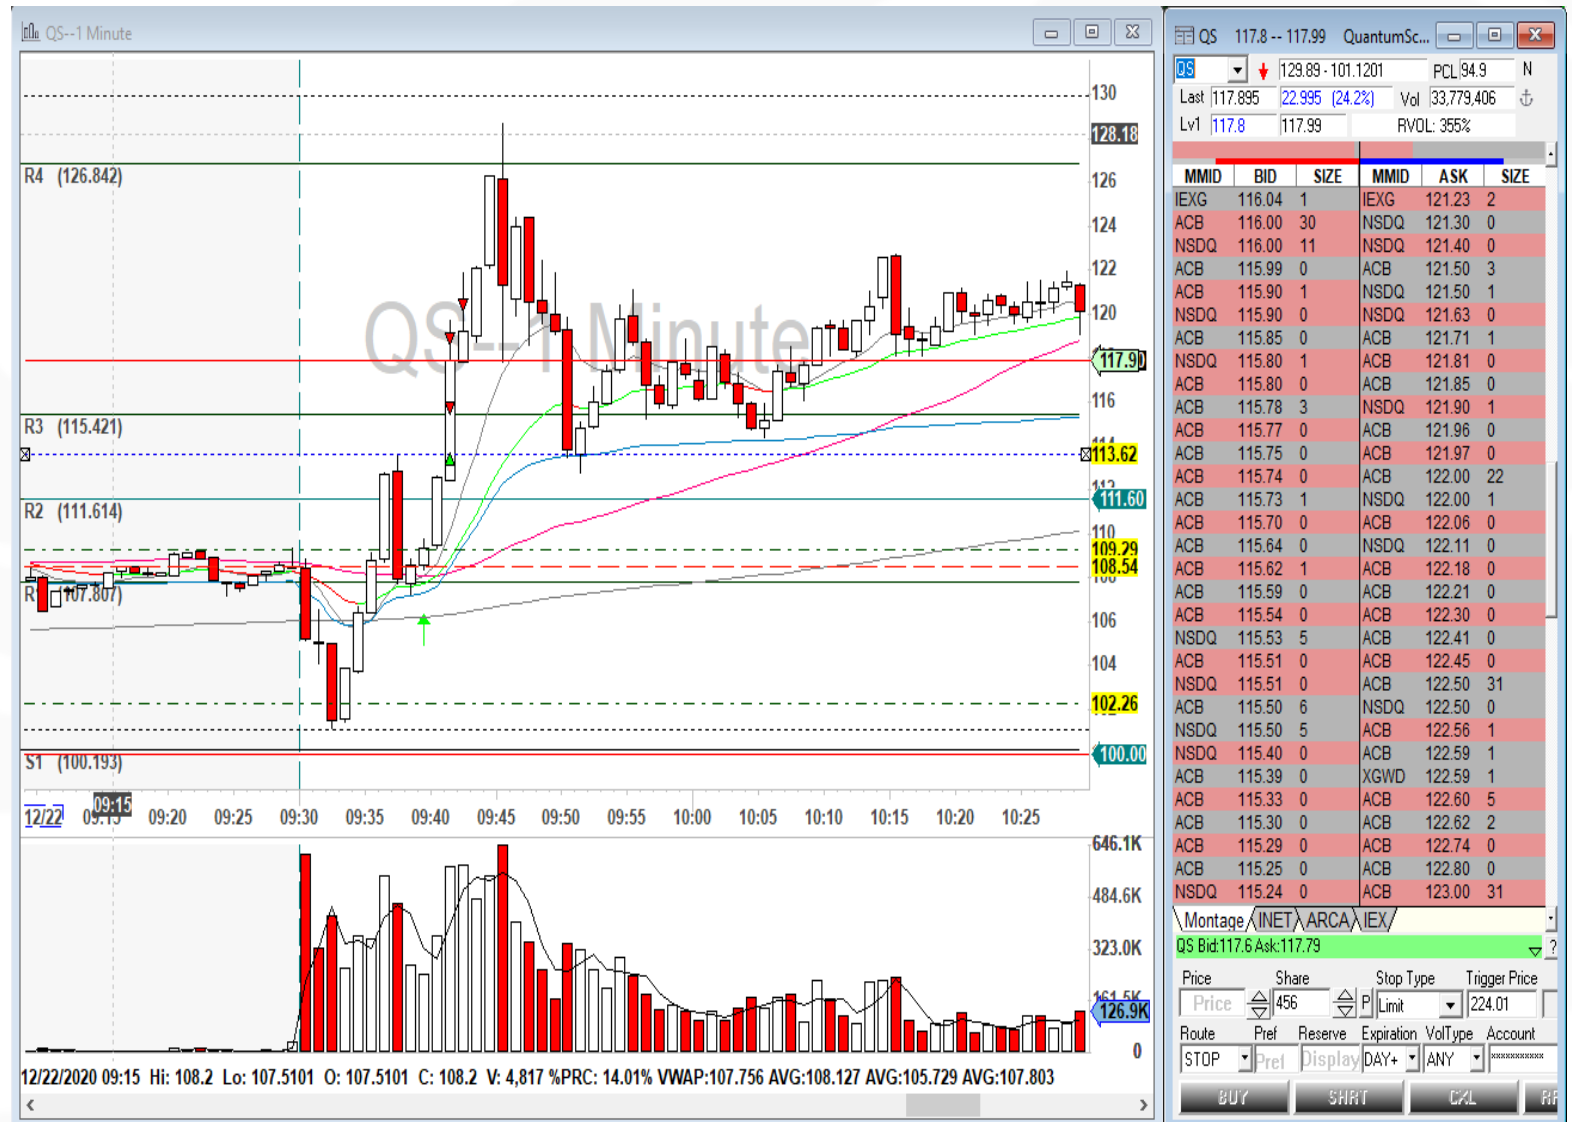 QS--1 Minute
QS 117.8 -- 117.99 QuantumSc...
QS 129.89 - 101.1201 PCL 94.9 N
Last 117.895 22.995 (24.2%) Vol 33,779,406
Lv1 117.8 117.99 RVOL: 355%
QS--1 Minute
130
128.18
R4 (126.842)
126
124
122
120
117.90
116
R3 (115.421)
113.62
111.60
R2 (111.614)
110
109.29
108.54
(107.807)
106
104
102.26
100.00
S1 (100.193)
12/22 09:15 09:20 09:25 09:30 09:35 09:40 09:45 09:50 09:55 10:00 10:05 10:10 10:15 10:20 10:25
646.1K
484.6K
323.0K
161.5K
126.9K
0
12/22/2020 09:15 Hi: 108.2 Lo: 107.5101 O: 107.5101 C: 108.2 V: 4,817 %PRC: 14.01% VWAP:107.756 AVG:108.127 AVG:105.729 AVG:107.803
MMID BID SIZE MMID ASK SIZE
IEXG 116.04 1 IEXG 121.23 2
ACB 116.00 30 NSDQ 121.30 0
NSDQ 116.00 11 NSDQ 121.40 0
ACB 115.99 0 ACB 121.50 3
ACB 115.90 1 NSDQ 121.50 1
NSDQ 115.90 0 NSDQ 121.63 0
ACB 115.85 0 ACB 121.71 1
NSDQ 115.80 1 ACB 121.81 0
ACB 115.80 0 ACB 121.85 0
ACB 115.78 3 NSDQ 121.90 1
ACB 115.77 0 ACB 121.96 0
ACB 115.75 0 ACB 121.97 0
ACB 115.74 0 ACB 122.00 22
ACB 115.73 1 NSDQ 122.00 1
ACB 115.70 0 ACB 122.06 0
ACB 115.64 0 NSDQ 122.11 0
ACB 115.62 1 ACB 122.18 0
ACB 115.59 0 ACB 122.21 0
ACB 115.54 0 ACB 122.30 0
NSDQ 115.53 5 ACB 122.41 0
ACB 115.51 0 ACB 122.45 0
NSDQ 115.51 0 ACB 122.50 31
ACB 115.50 6 NSDQ 122.50 0
NSDQ 115.50 5 ACB 122.56 1
NSDQ 115.40 0 ACB 122.59 1
ACB 115.39 0 XGWD 122.59 1
ACB 115.33 0 ACB 122.60 5
ACB 115.30 0 ACB 122.62 2
ACB 115.29 0 ACB 122.74 0
ACB 115.25 0 ACB 122.80 0
NSDQ 115.24 0 ACB 123.00 31
Montage INET ARCA IEX
QS Bid:117.6 Ask:117.79 ?
Price Share Stop Type Trigger Price
Price 456 P Limit 224.01
Route Pref Reserve Expiration VolType Account
STOP Pref Display DAY+ ANY xxxxxxxxxxx
BUY SHRT CXL